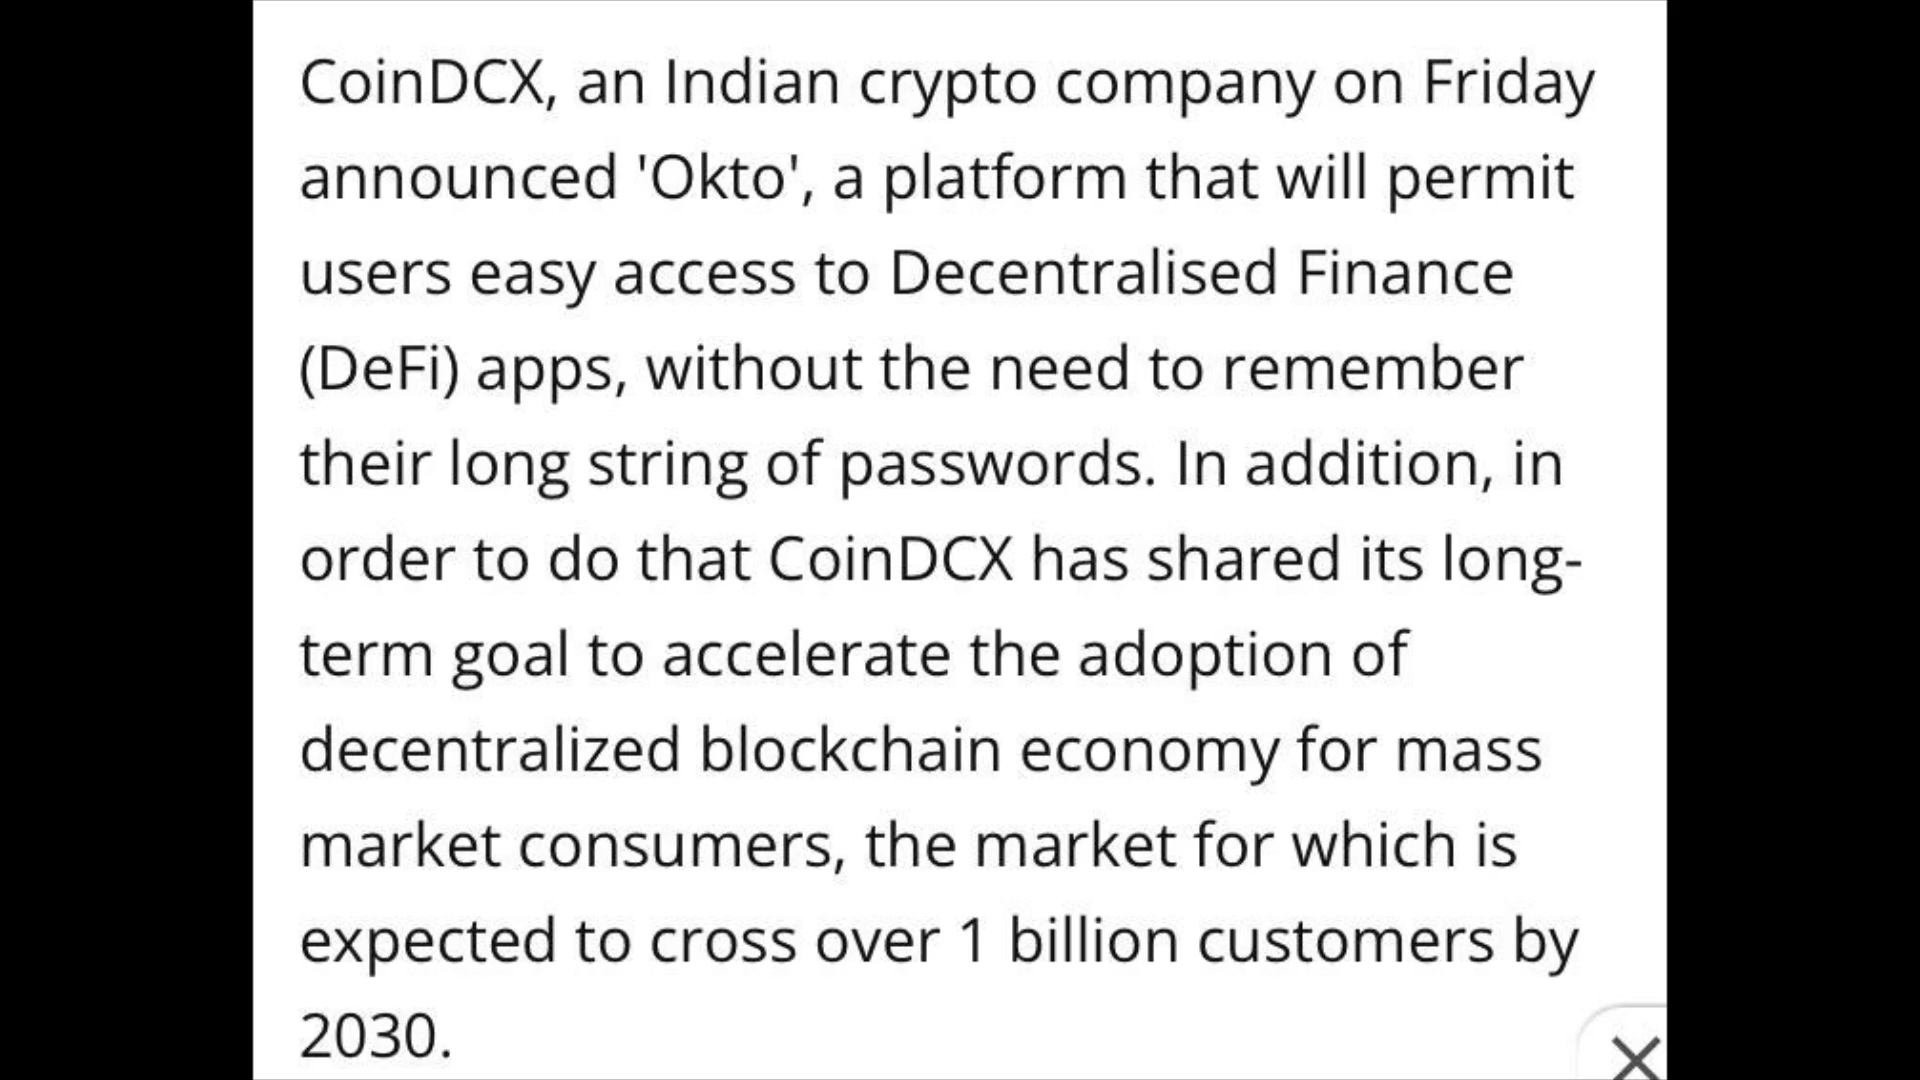 CoinDCX, an Indian crypto company on Friday
announced 'Okto', a platform that will permit
users easy access to Decentralised Finance
(DeFi) apps, without the need to remember
their long string of passwords. In addition, in
order to do that CoinDCX has shared its long-
term goal to accelerate the adoption of
decentralized blockchain economy for mass
market consumers, the market for which is
expected to cross over 1 billion customers by
2030.